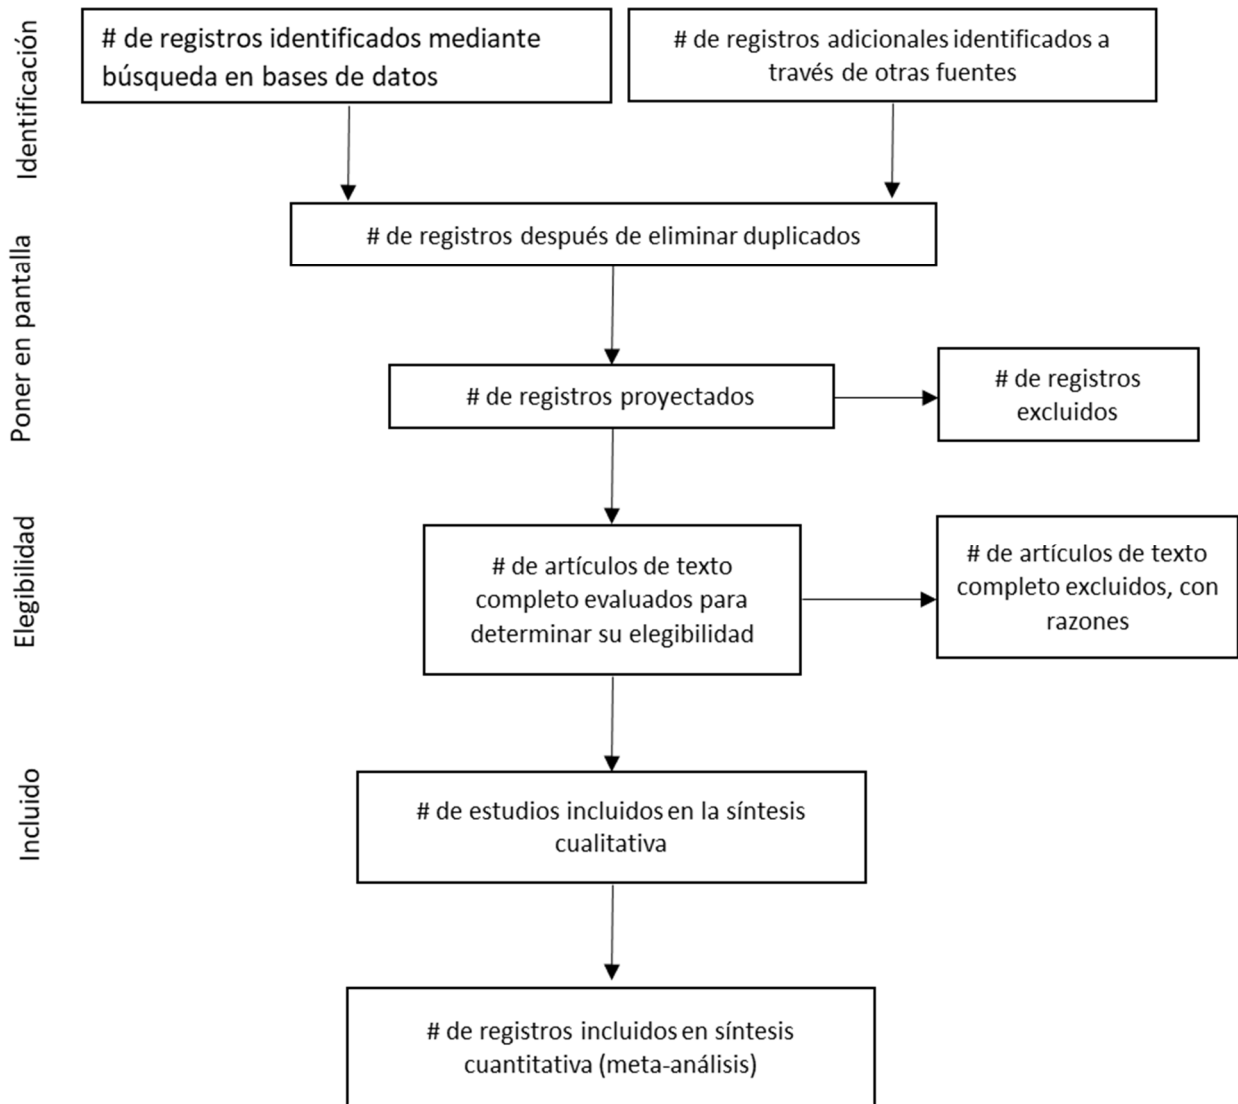 Identificación
# de registros identificados mediante
búsqueda en bases de datos
# de registros adicionales identificados a
través de otras fuentes
# de registros después de eliminar duplicados
Poner en pantalla
# de registros proyectados
# de registros
excluidos
Elegibilidad
# de artículos de texto
completo evaluados para
determinar su elegibilidad
# de artículos de texto
completo excluidos, con
razones
Incluido
# de estudios incluidos en la síntesis
cualitativa
# de registros incluidos en síntesis
cuantitativa (meta-análisis)